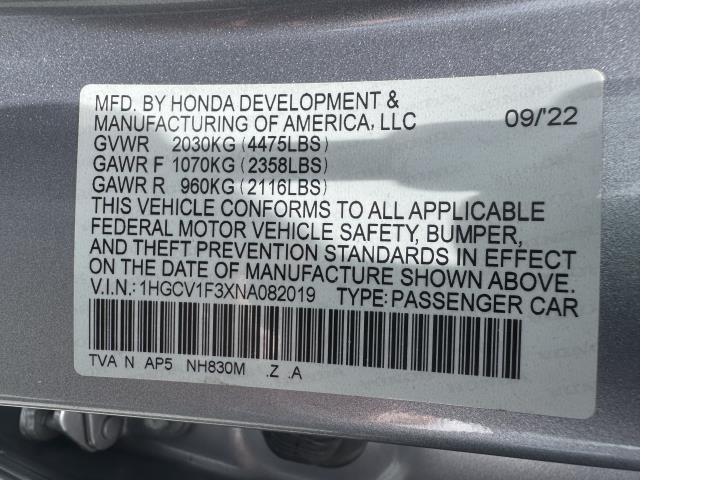 MFD. BY HONDA DEVELOPMENT &
MANUFACTURING OF AMERICA, LLC 09/'22
GVWR 2030KG (4475LBS)
GAWR F 1070KG (2358LBS)
GAWR R 960KG (2116LBS)
THIS VEHICLE CONFORMS TO ALL APPLICABLE
FEDERAL MOTOR VEHICLE SAFETY, BUMPER,
AND THEFT PREVENTION STANDARDS IN EFFECT
ON THE DATE OF MANUFACTURE SHOWN ABOVE.
V.I.N.: 1HGCV1F3XNA082019 TYPE: PASSENGER CAR
TVA N AP5 NH830M .Z .A